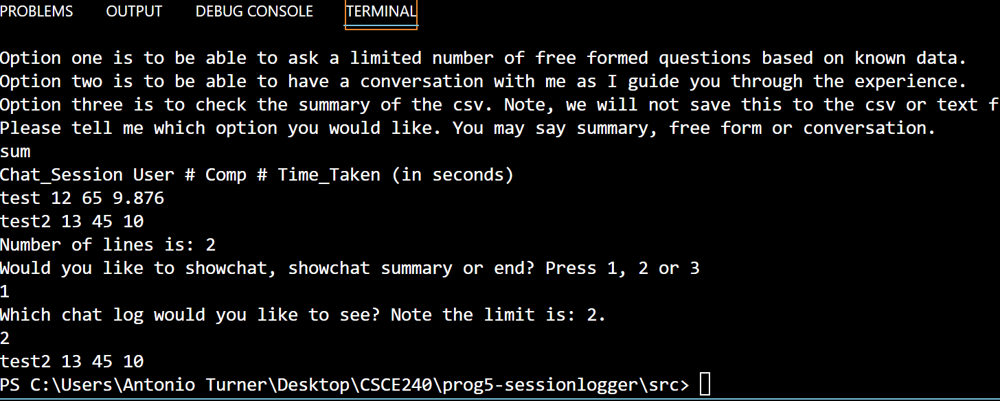 PROBLEMS OUTPUT DEBUG CONSOLE TERMINAL
Option one is to be able to ask a limited number of free formed questions based on known data.
Option two is to be able to have a conversation with me as I guide you through the experience.
Option three is to check the summary of the csv. Note, we will not save this to the csv or text f
Please tell me which option you would like. You may say summary, free form or conversation.
sum
Chat_Session User # Comp # Time_Taken (in seconds)
test 12 65 9.876
test2 13 45 10
Number of lines is: 2
Would you like to showchat, showchat summary or end? Press 1, 2 or 3
1
Which chat log would you like to see? Note the limit is: 2.
2
test2 13 45 10
PS C:\Users\Antonio Turner\Desktop\CSCE240\prog5-sessionlogger\src>